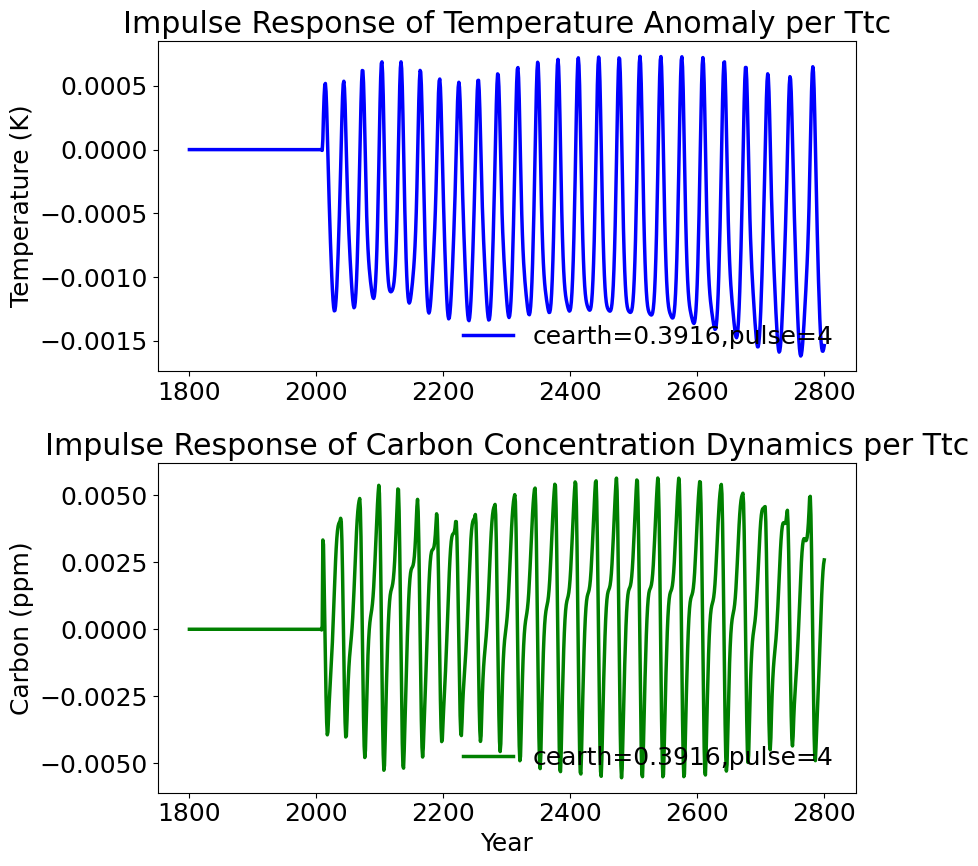 Impulse Response of Temperature Anomaly per Ttc
Temperature (K)
0.0005
0.0000
−0.0005
−0.0010
−0.0015
cearth=0.3916,pulse=4
1800 2000 2200 2400 2600 2800
Impulse Response of Carbon Concentration Dynamics per Ttc
Carbon (ppm)
0.0050
0.0025
0.0000
−0.0025
−0.0050
cearth=0.3916,pulse=4
1800 2000 2200 2400 2600 2800
Year